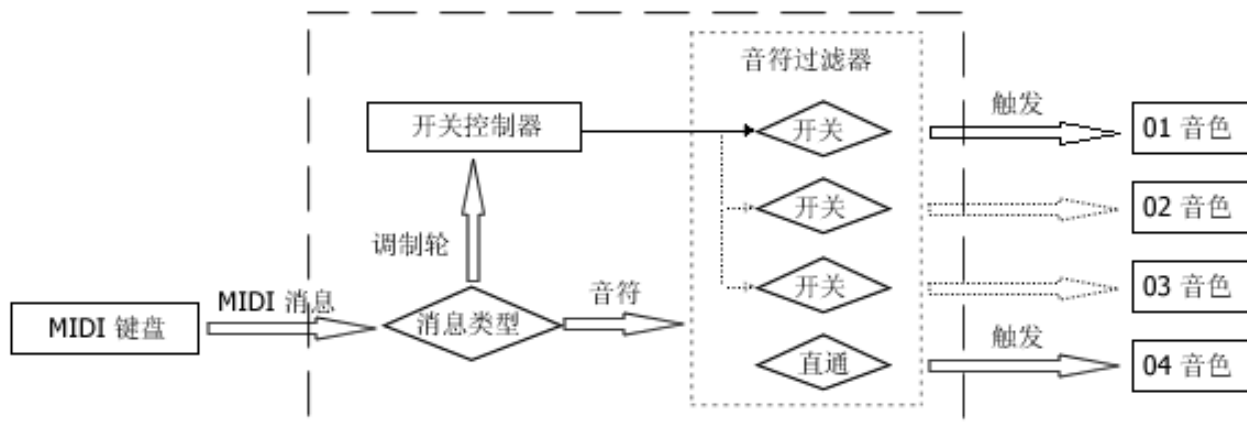 音符过滤器
触发
开关控制器
开关
01 音色
开关
02 音色
调制轮
开关
03 音色
MIDI 消息
音符
MIDI 键盘
消息类型
触发
直通
04 音色